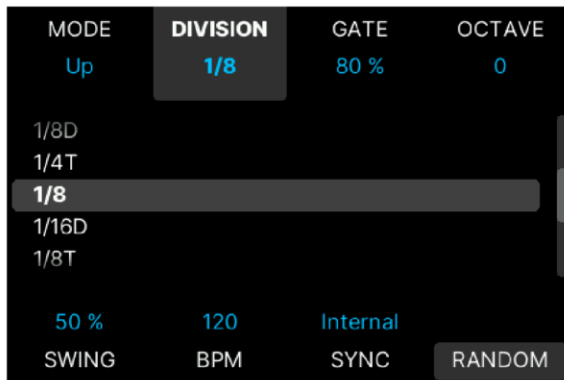 MODE DIVISION GATE OCTAVE
Up 1/8 80 % 0
1/8D
1/4T
1/8
1/16D
1/8T
50 % 120 Internal
SWING BPM SYNC RANDOM